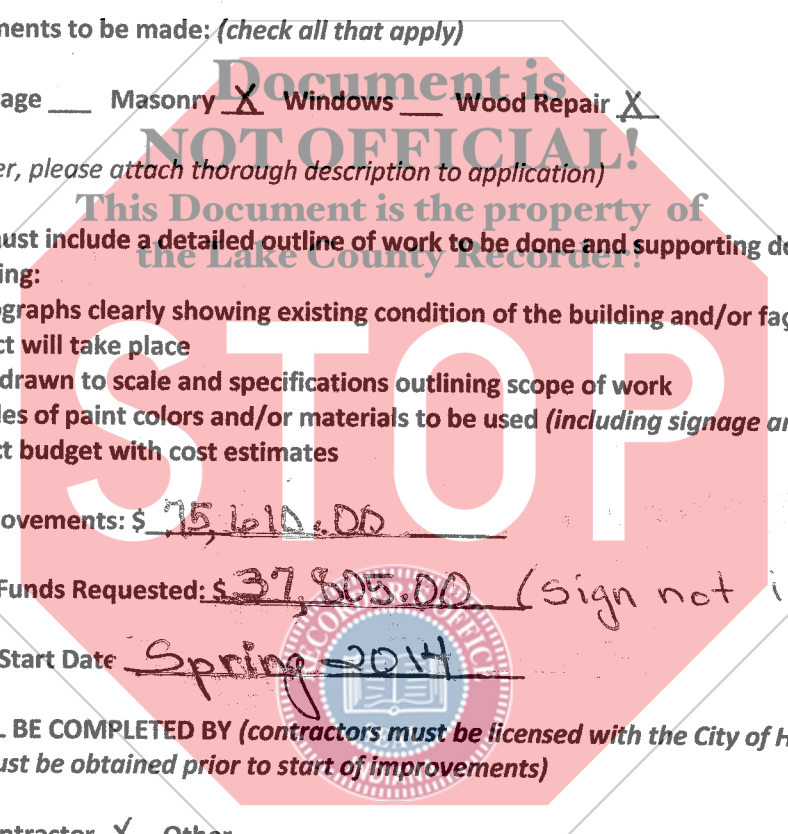 ments to be made: (check all that apply)
age ___ Masonry X Windows ___ Wood Repair X
er, please attach thorough description to application)
must include a detailed outline of work to be done and supporting do
ing:
graphs clearly showing existing condition of the building and/or faç
ct will take place
drawn to scale and specifications outlining scope of work
les of paint colors and/or materials to be used (including signage an
ct budget with cost estimates
ovements: $ 75,610.00
Funds Requested: $ 37,805.00 (Sign not i
Start Date Spring 2014
L BE COMPLETED BY (contractors must be licensed with the City of H
ust be obtained prior to start of improvements)
ntractor X Other
Document is
NOT OFFICIAL!
This Document is the property of
the Lake County Recorder!
STOP